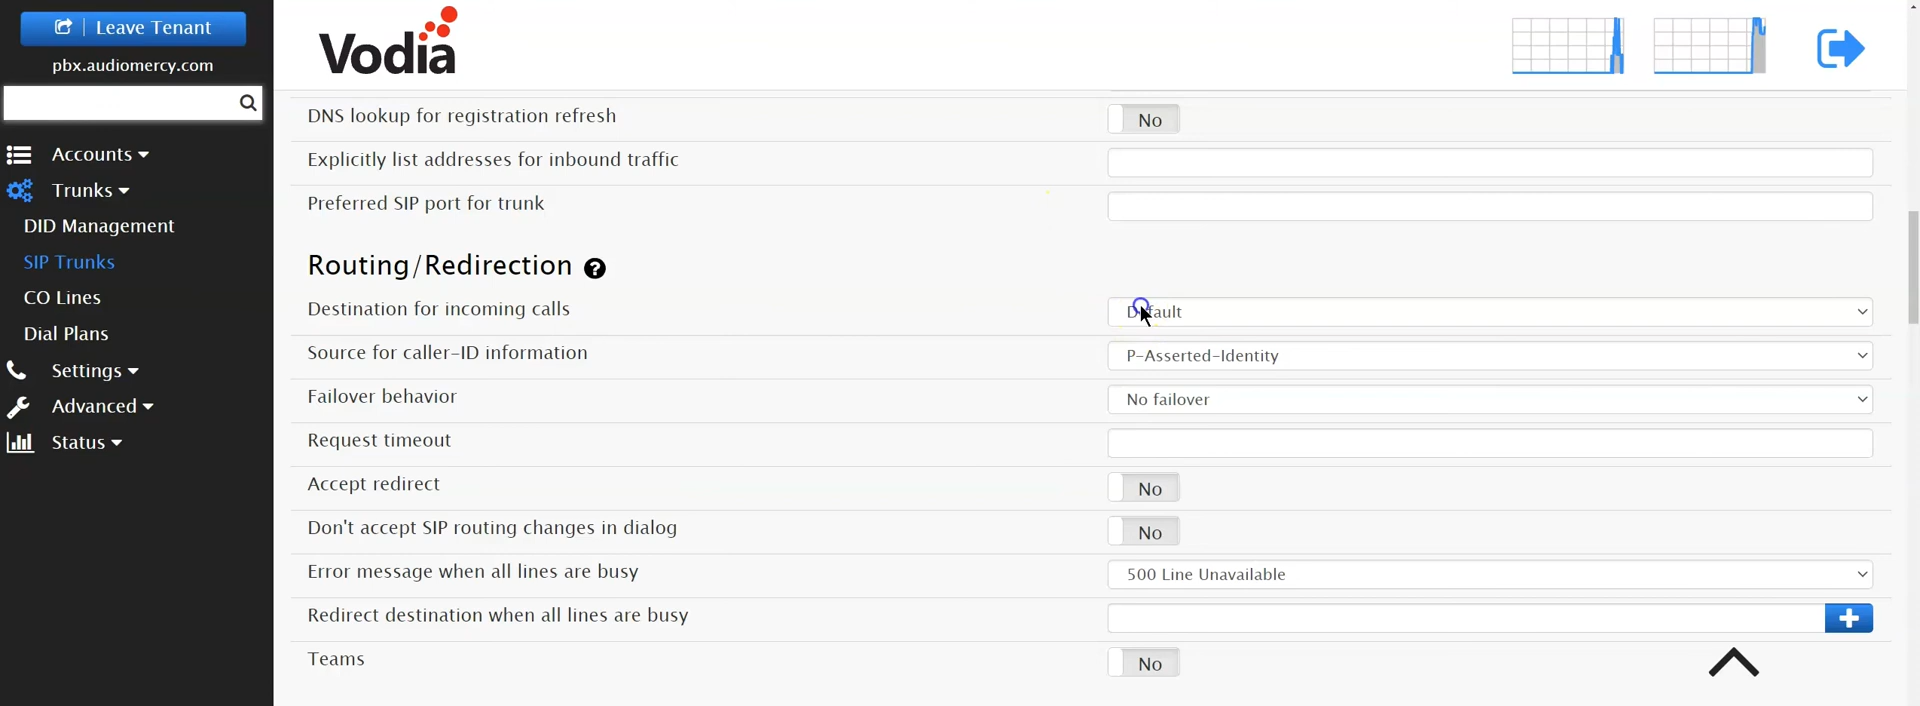 Leave Tenant
pbx.audiomercy.com
Accounts
Trunks
DID Management
SIP Trunks
CO Lines
Dial Plans
Settings
Advanced
Status
Vodia
DNS lookup for registration refresh No
Explicitly list addresses for inbound traffic
Preferred SIP port for trunk
Routing/Redirection ?
Destination for incoming calls Default
Source for caller-ID information P-Asserted-Identity
Failover behavior No failover
Request timeout
Accept redirect No
Don't accept SIP routing changes in dialog No
Error message when all lines are busy 500 Line Unavailable
Redirect destination when all lines are busy
Teams No